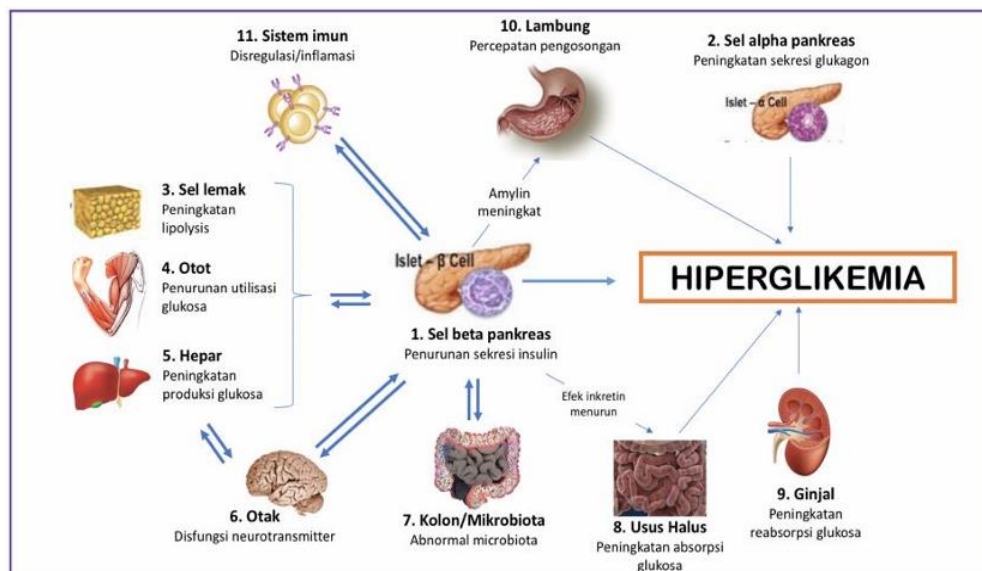 11. Sistem imun
Disregulasi/inflamasi
10. Lambung
Percepatan pengosongan
2. Sel alpha pankreas
Peningkatan sekresi glukagon
Islet – α Cell
3. Sel lemak
Peningkatan
lipolysis
4. Otot
Penurunan utilisasi
glukosa
5. Hepar
Peningkatan
produksi glukosa
Amylin
meningkat
Islet – β Cell
1. Sel beta pankreas
Penurunan sekresi insulin
HIPERGLIKEMIA
Efek inkretin
menurun
6. Otak
Disfungsi neurotransmitter
7. Kolon/Mikrobiota
Abnormal microbiota
8. Usus Halus
Peningkatan absorpsi
glukosa
9. Ginjal
Peningkatan
reabsorpsi glukosa